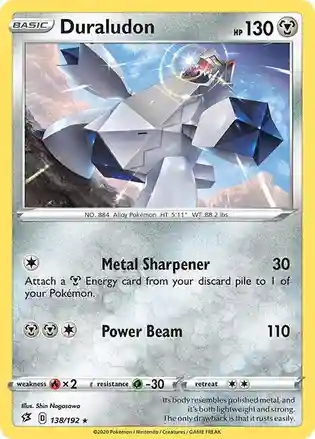 BASIC Duraludon HP 130
NO. 884 Alloy Pokémon HT: 5'11" WT: 88.2 lbs
Metal Sharpener 30
Attach a Energy card from your discard pile to 1 of
your Pokémon.
Power Beam 110
weakness ×2 resistance -30 retreat
Illus. Shin Nagasawa
D 138/192 ★
Its body resembles polished metal, and
it's both lightweight and strong.
The only drawback is that it rusts easily.
©2020 Pokémon / Nintendo / Creatures / GAME FREAK